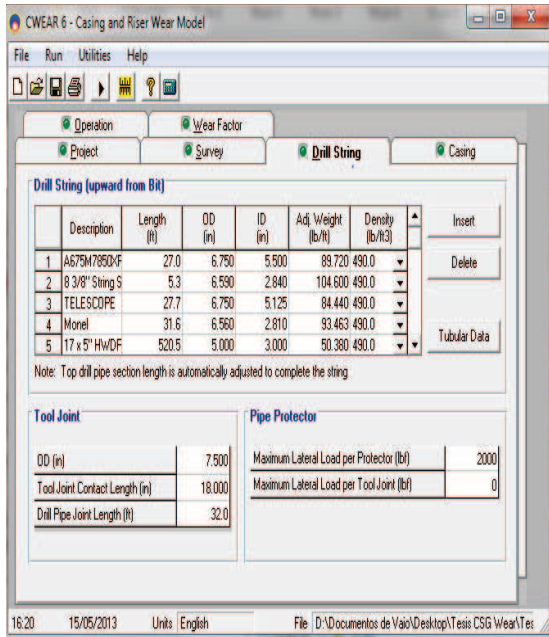 CWEAR 6 - Casing and Riser Wear Model
File Run Utilities Help
Operation Wear Factor
Project Survey Drill String Casing
Drill String (upward from Bit)
Description Length (ft) OD (in) ID (in) Adj. Weight (lb/ft) Density (lb/ft3)
1 A675M7850XF 27.0 6.750 5.500 89.720 490.0
2 8 3/8" String S 5.3 6.590 2.840 104.600 490.0
3 TELESCOPE 27.7 6.750 5.125 84.440 490.0
4 Monel 31.6 6.560 2.810 93.463 490.0
5 17 x 5" HWDF 520.5 5.000 3.000 50.380 490.0
Insert
Delete
Tubular Data
Note: Top drill pipe section length is automatically adjusted to complete the string
Tool Joint
OD (in) 7.500
Tool Joint Contact Length (in) 18.000
Drill Pipe Joint Length (ft) 32.0
Pipe Protector
Maximum Lateral Load per Protector (lbf) 2000
Maximum Lateral Load per Tool Joint (lbf) 0
16:20 15/05/2013 Units English File D:\Documentos de Vaio\Desktop\Tesis CSG Wear\Tes